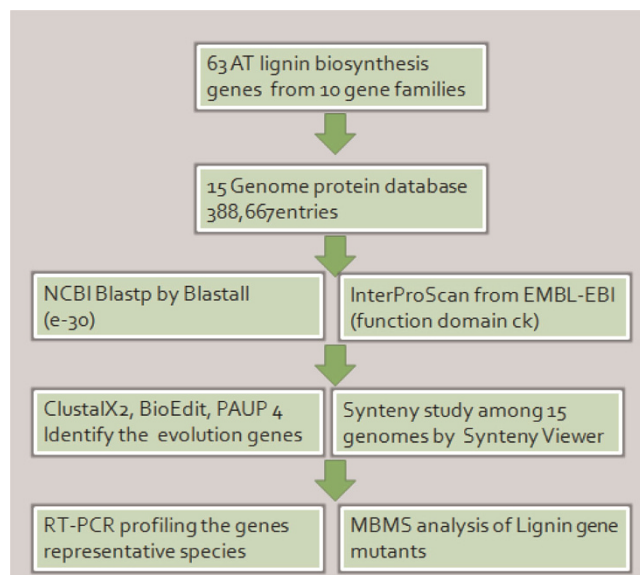 63 AT lignin biosynthesis
genes from 10 gene families
15 Genome protein database
388,667entries
NCBI Blastp by Blastall
(e-30)
InterProScan from EMBL-EBI
(function domain ck)
ClustalX2, BioEdit, PAUP 4
Identify the evolution genes
Synteny study among 15
genomes by Synteny Viewer
RT-PCR profiling the genes
representative species
MBMS analysis of Lignin gene
mutants